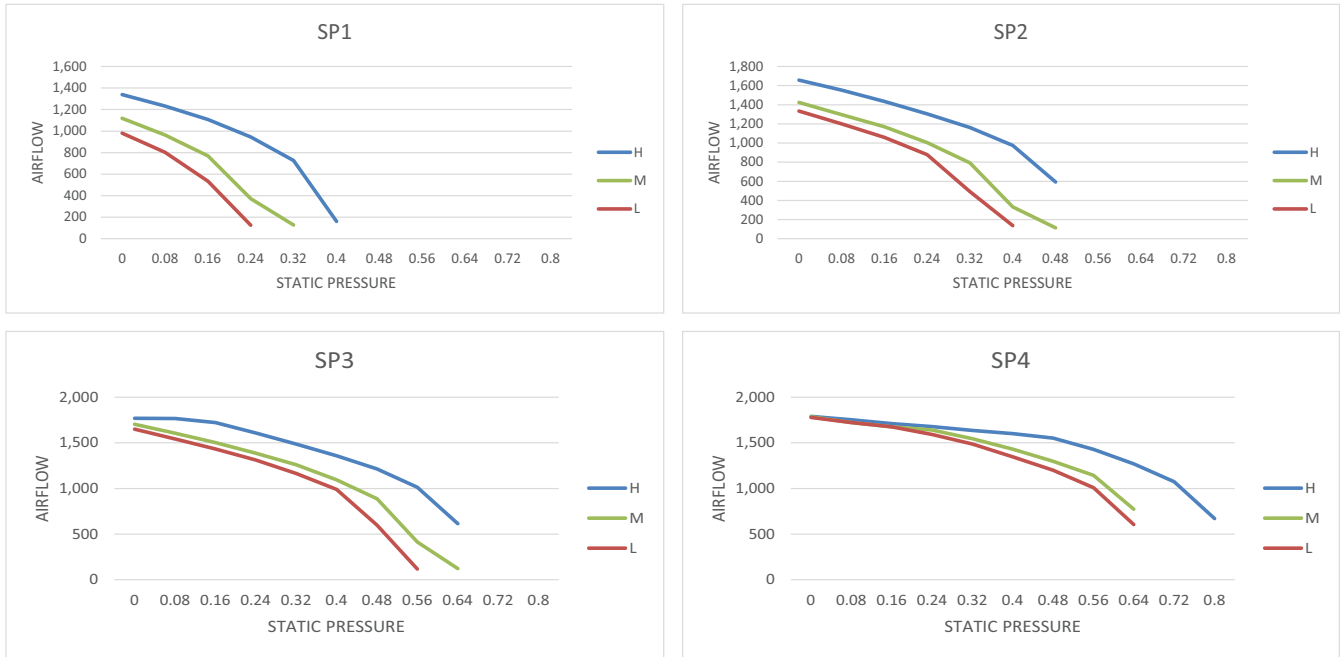 SP1
1,600
1,400
1,200
1,000
800
600
400
200
0
AIRFLOW
0 0.08 0.16 0.24 0.32 0.4 0.48 0.56 0.64 0.72 0.8
STATIC PRESSURE
H
M
L
SP2
1,800
1,600
1,400
1,200
1,000
800
600
400
200
0
AIRFLOW
0 0.08 0.16 0.24 0.32 0.4 0.48 0.56 0.64 0.72 0.8
STATIC PRESSURE
H
M
L
SP3
2,000
1,500
1,000
500
0
AIRFLOW
0 0.08 0.16 0.24 0.32 0.4 0.48 0.56 0.64 0.72 0.8
STATIC PRESSURE
H
M
L
SP4
2,000
1,500
1,000
500
0
AIRFLOW
0 0.08 0.16 0.24 0.32 0.4 0.48 0.56 0.64 0.72 0.8
STATIC PRESSURE
H
M
L